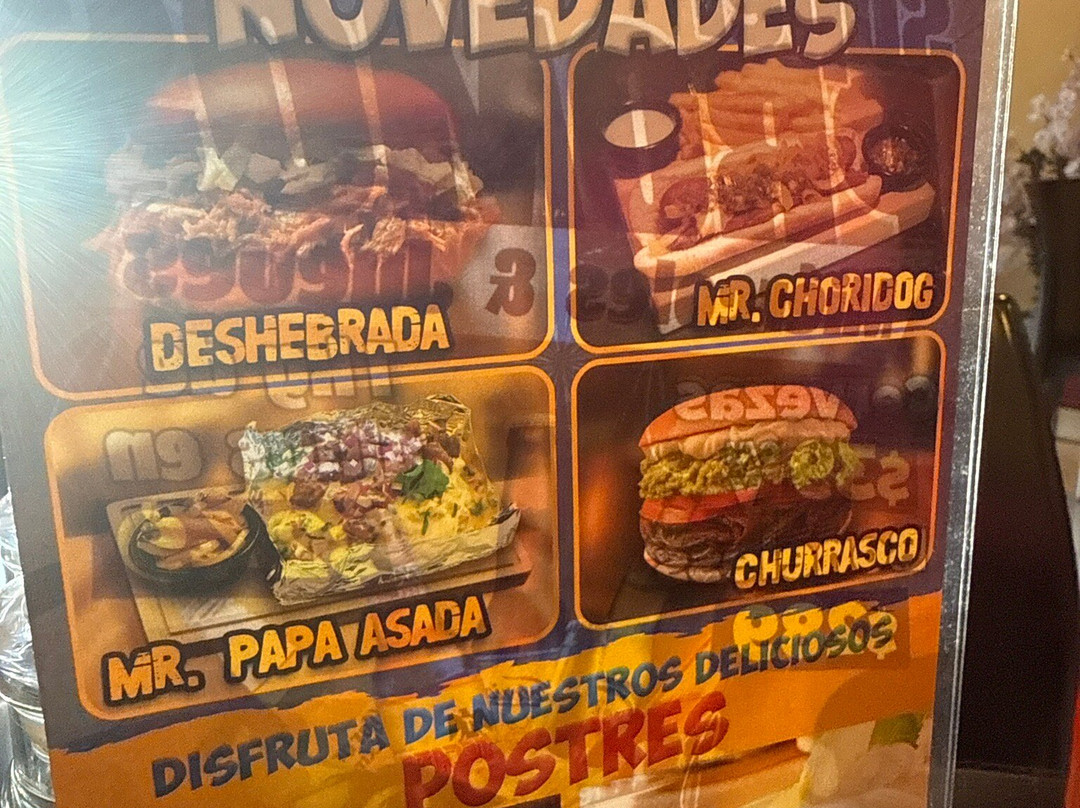 NOVEDADES
DESHEBRADA
MR. CHORIDOG
MR. PAPA ASADA
CHURRASCO
DISFRUTA DE NUESTROS DELICIOSOS
POSTRES